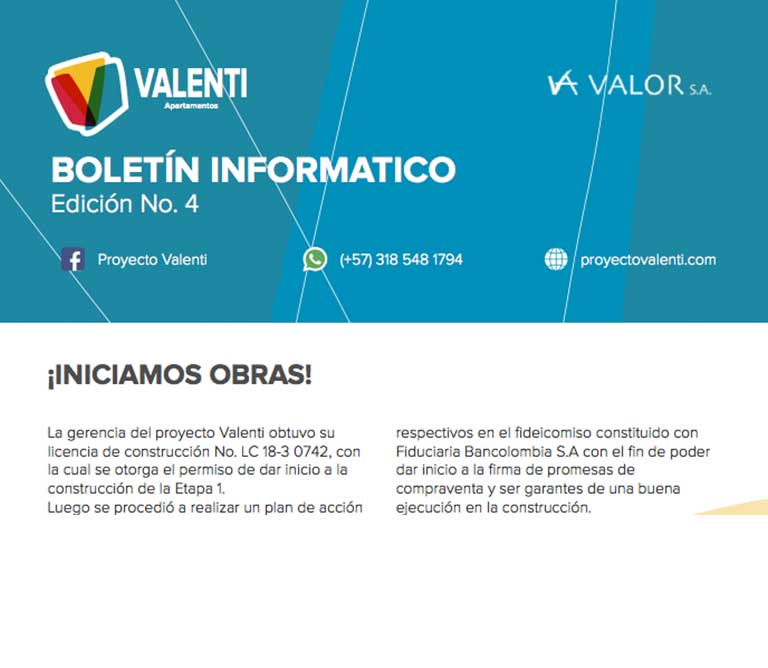 VALENTI
Apartamentos
VALOR S.A.
BOLETÍN INFORMATICO
Edición No. 4
Proyecto Valenti
(+57) 318 548 1794
proyectovalenti.com
¡INICIAMOS OBRAS!
La gerencia del proyecto Valenti obtuvo su
licencia de construcción No. LC 18-3 0742, con
la cual se otorga el permiso de dar inicio a la
construcción de la Etapa 1.
Luego se procedió a realizar un plan de acción
respectivos en el fideicomiso constituido con
Fiduciaria Bancolombia S.A con el fin de poder
dar inicio a la firma de promesas de
compraventa y ser garantes de una buena
ejecución en la construcción.